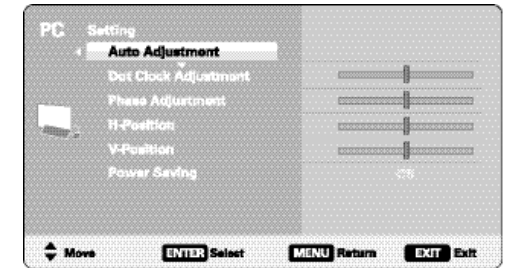 PC Setting
Auto Adjustment
Dot Clock Adjustment
Phase Adjustment
H-Position
V-Position
Power Saving
Move ENTER Select MENU Return EXIT Exit